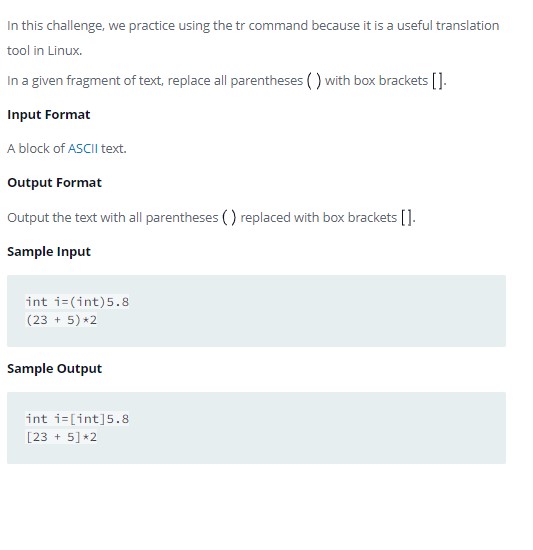 In this challenge, we practice using the tr command because it is a useful translation
tool in Linux.
In a given fragment of text, replace all parentheses ( ) with box brackets [ ].
Input Format
A block of ASCII text.
Output Format
Output the text with all parentheses ( ) replaced with box brackets [ ].
Sample Input
int i=(int)5.8
(23 + 5)*2
Sample Output
int i=[int]5.8
[23 + 5]*2